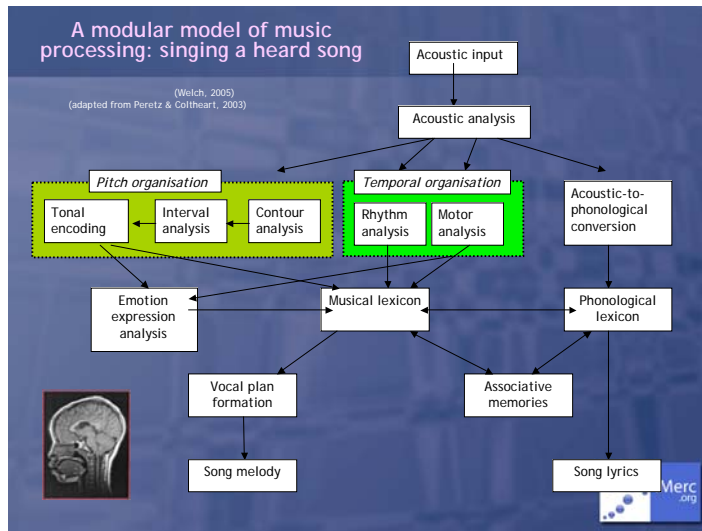 A modular model of music
processing: singing a heard song
(Welch, 2005)
(adapted from Peretz & Coltheart, 2003)
Acoustic input
Acoustic analysis
Pitch organisation
Temporal organisation
Tonal
encoding
Interval
analysis
Contour
analysis
Rhythm
analysis
Motor
analysis
Acoustic-to-
phonological
conversion
Emotion
expression
analysis
Musical lexicon
Phonological
lexicon
Vocal plan
formation
Associative
memories
Song melody
Song lyrics
Merc
.org